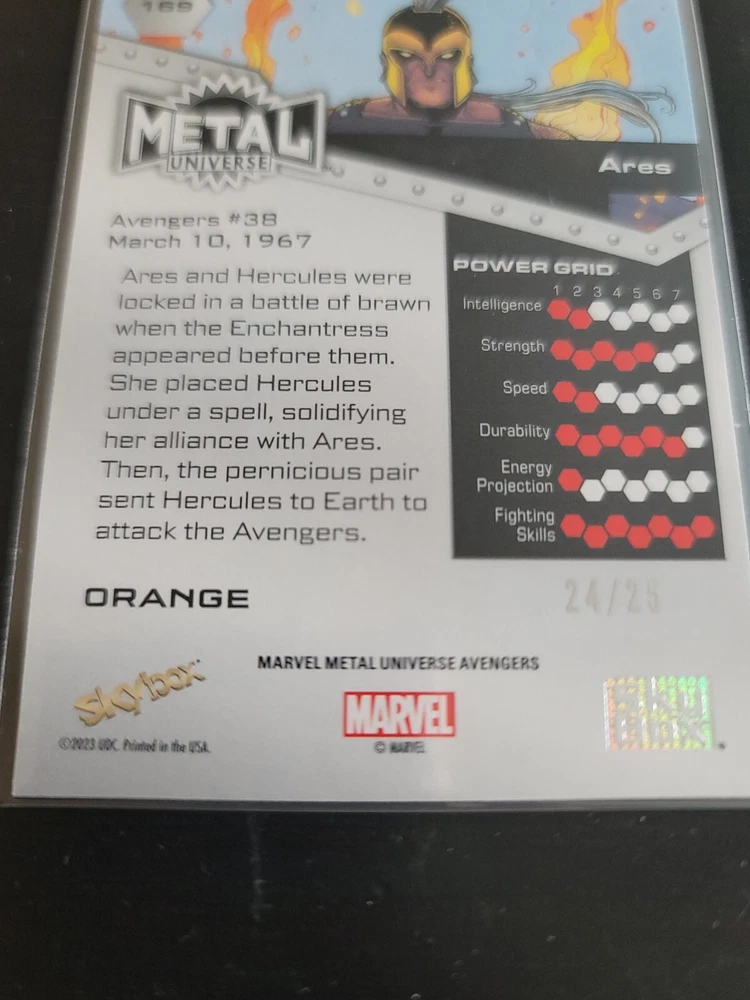 169
METAL
UNIVERSE
Ares
Avengers #38
March 10, 1967
Ares and Hercules were
locked in a battle of brawn
when the Enchantress
appeared before them.
She placed Hercules
under a spell, solidifying
her alliance with Ares.
Then, the pernicious pair
sent Hercules to Earth to
attack the Avengers.
POWER GRID
1 2 3 4 5 6 7
Intelligence
Strength
Speed
Durability
Energy
Projection
Fighting
Skills
ORANGE
24/25
Skybox
MARVEL METAL UNIVERSE AVENGERS
MARVEL
©2023 UDC. Printed in the USA.
© MARVEL